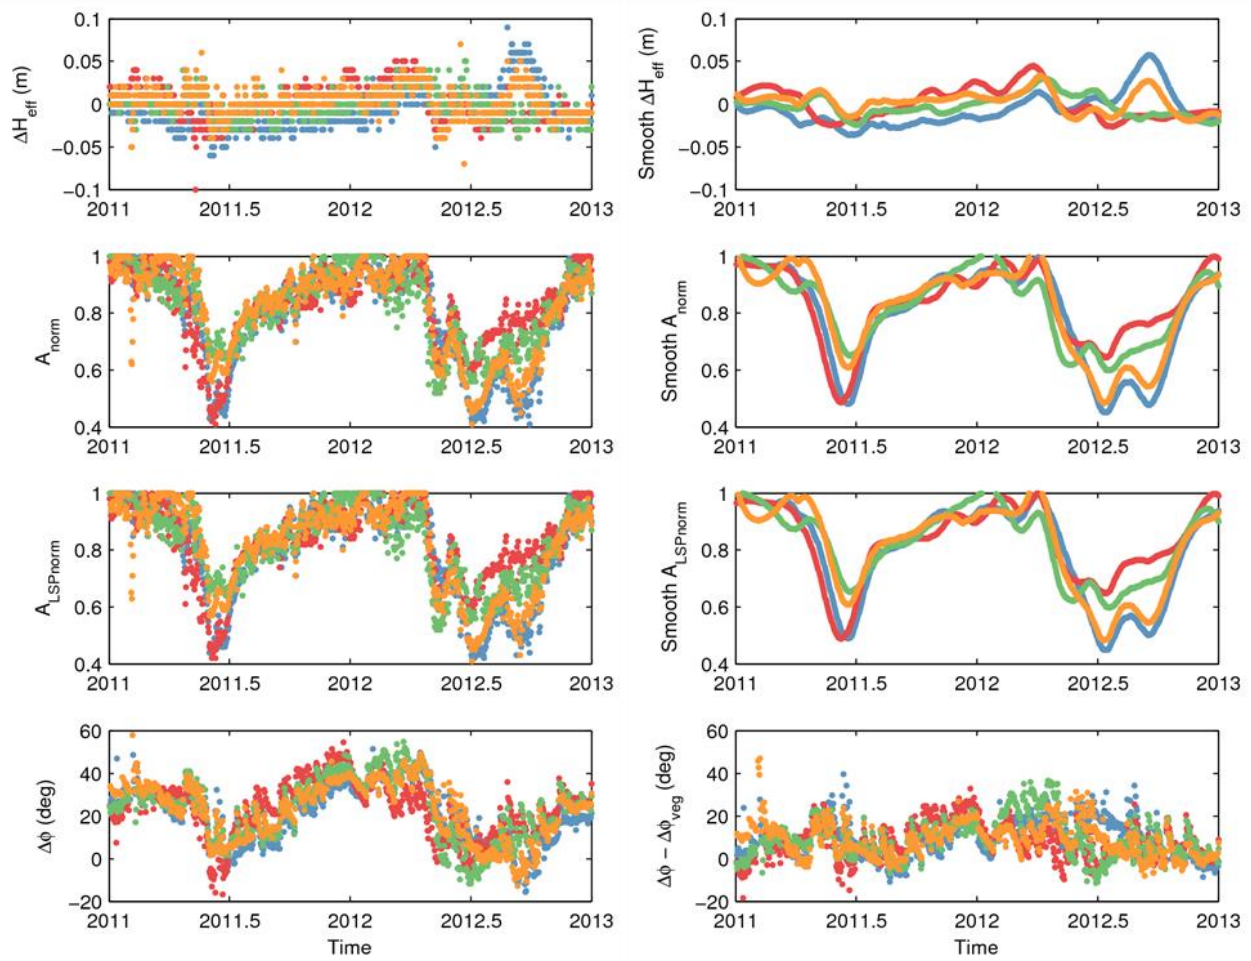 0.1
0.05
0
−0.05
−0.1
ΔH_eff (m)
2011 2011.5 2012 2012.5 2013
0.1
0.05
0
−0.05
−0.1
Smooth ΔH_eff (m)
2011 2011.5 2012 2012.5 2013
1
0.8
0.6
0.4
A_norm
2011 2011.5 2012 2012.5 2013
1
0.8
0.6
0.4
Smooth A_norm
2011 2011.5 2012 2012.5 2013
1
0.8
0.6
0.4
A_LSPnorm
2011 2011.5 2012 2012.5 2013
1
0.8
0.6
0.4
Smooth A_LSPnorm
2011 2011.5 2012 2012.5 2013
60
40
20
0
−20
Δϕ (deg)
2011 2011.5 2012 2012.5 2013
Time
60
40
20
0
−20
Δϕ − Δϕ_veg (deg)
2011 2011.5 2012 2012.5 2013
Time